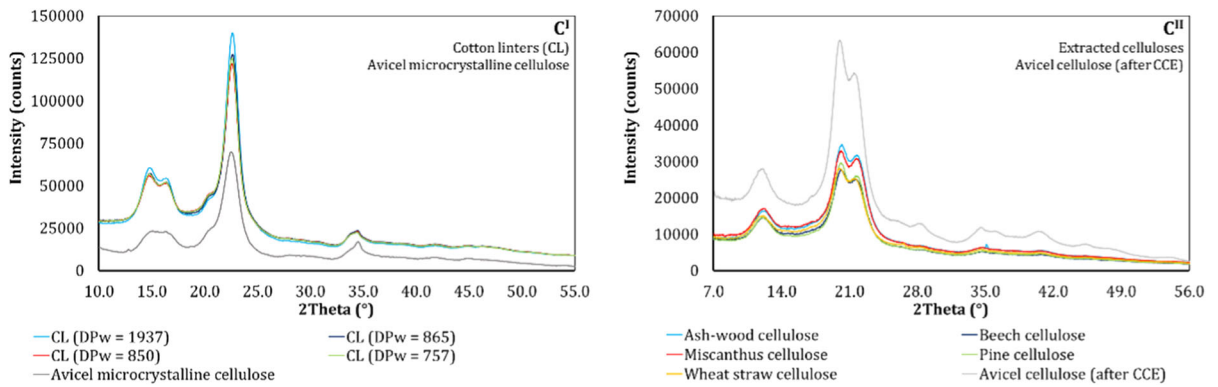 150000
125000
100000
75000
50000
25000
0
Intensity (counts)
C^I
Cotton linters (CL)
Avicel microcrystalline cellulose
10.0 15.0 20.0 25.0 30.0 35.0 40.0 45.0 50.0 55.0
2Theta (°)
CL (DPw = 1937)
CL (DPw = 865)
CL (DPw = 850)
CL (DPw = 757)
Avicel microcrystalline cellulose
70000
60000
50000
40000
30000
20000
10000
0
Intensity (counts)
C^II
Extracted celluloses
Avicel cellulose (after CCE)
7.0 14.0 21.0 28.0 35.0 42.0 49.0 56.0
2Theta (°)
Ash-wood cellulose
Beech cellulose
Miscanthus cellulose
Pine cellulose
Wheat straw cellulose
Avicel cellulose (after CCE)